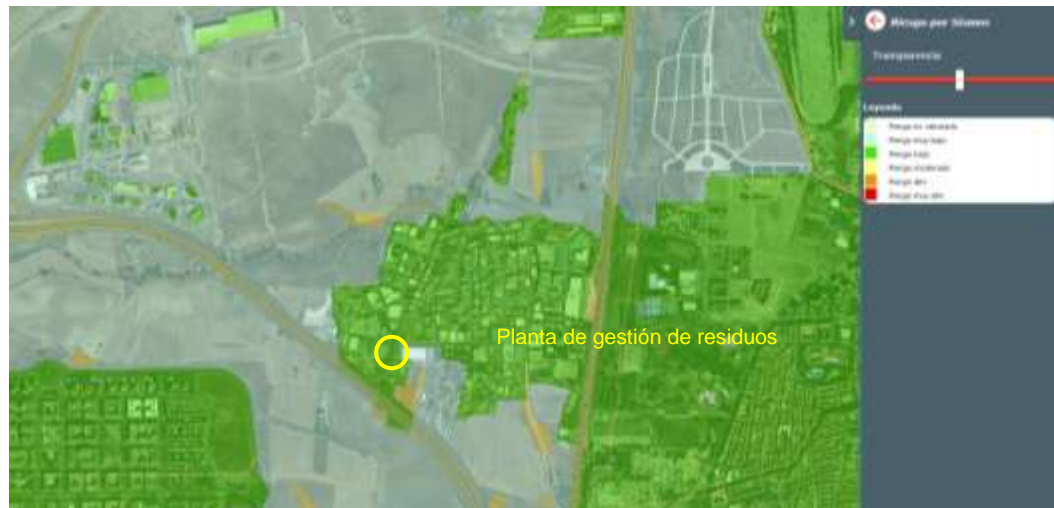 Riesgo por Sismos
Transparencia
Leyenda
Riesgo no calculado
Riesgo muy bajo
Riesgo bajo
Riesgo moderado
Riesgo alto
Riesgo muy alto
Planta de gestión de residuos